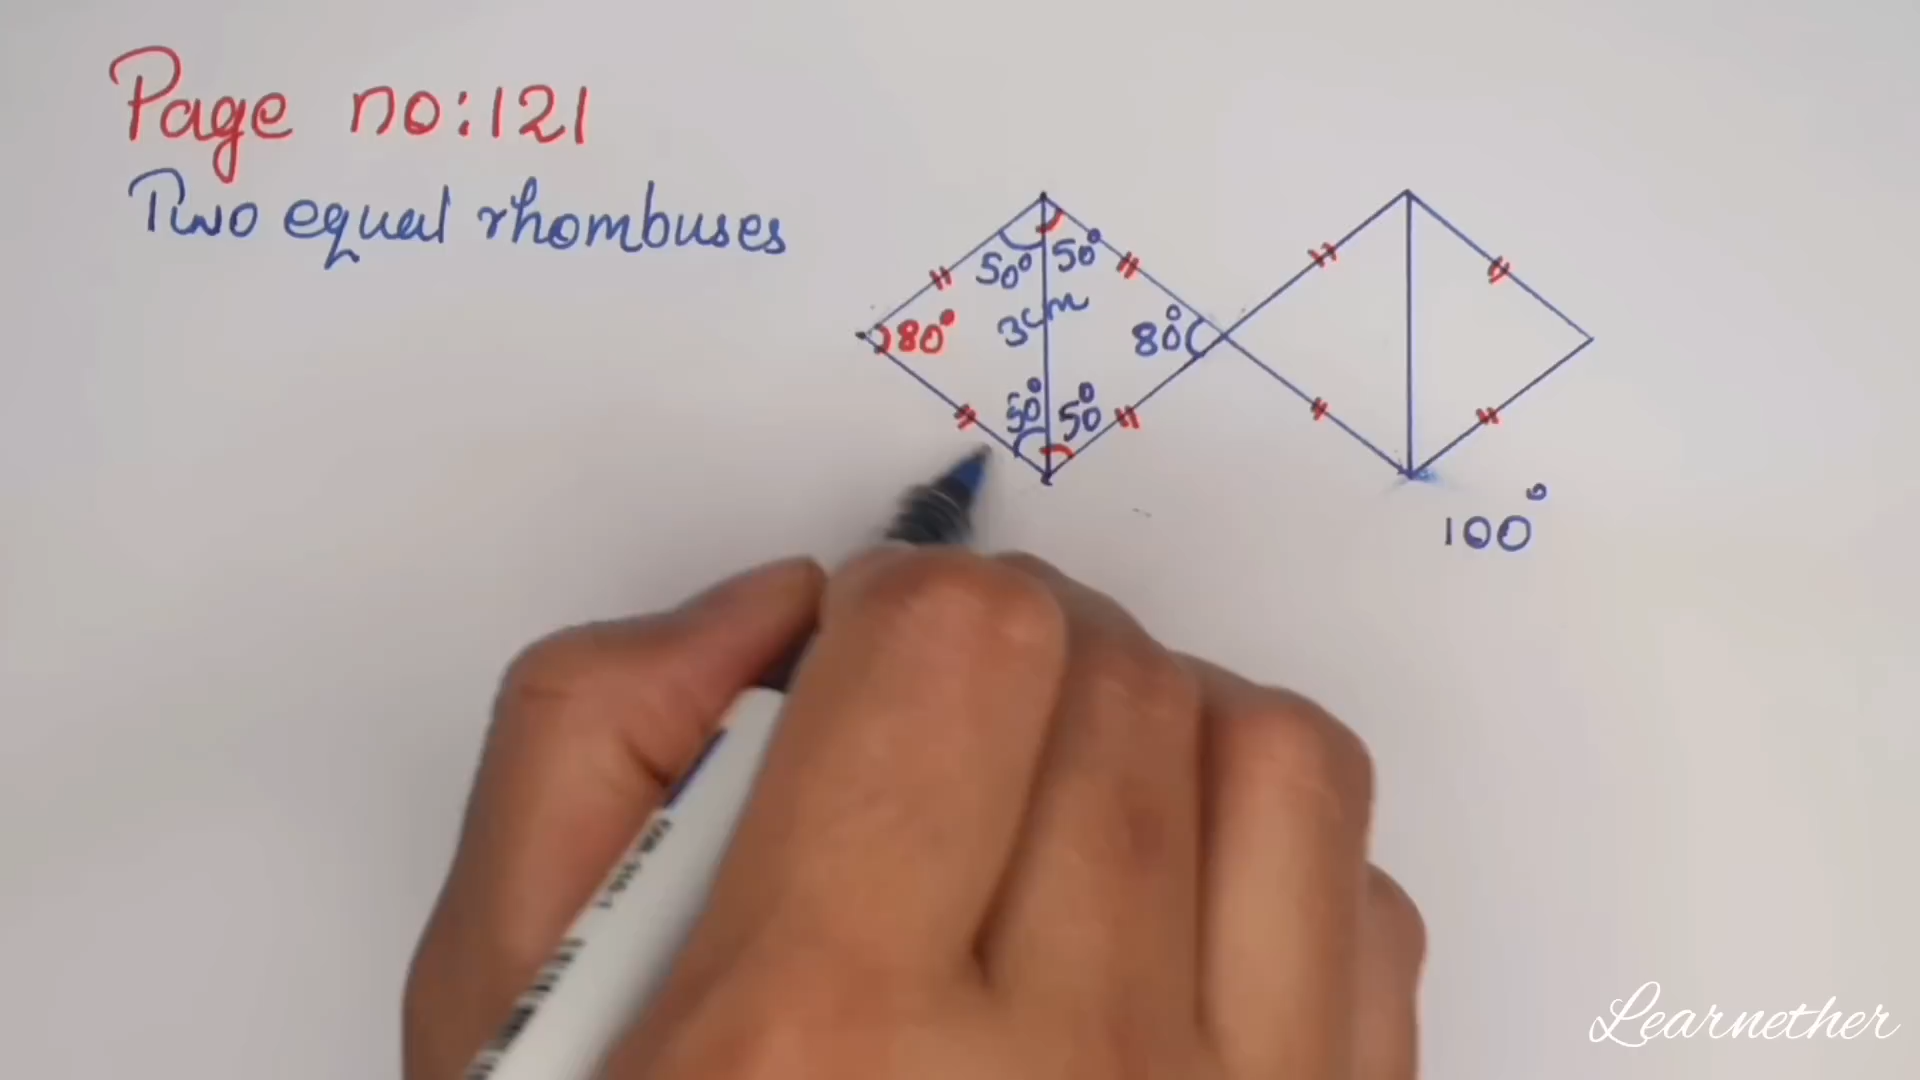 Page no:121
Two equal rhombuses
50° 50°
3cm
80° 80°
50° 50°
100°
Learnether